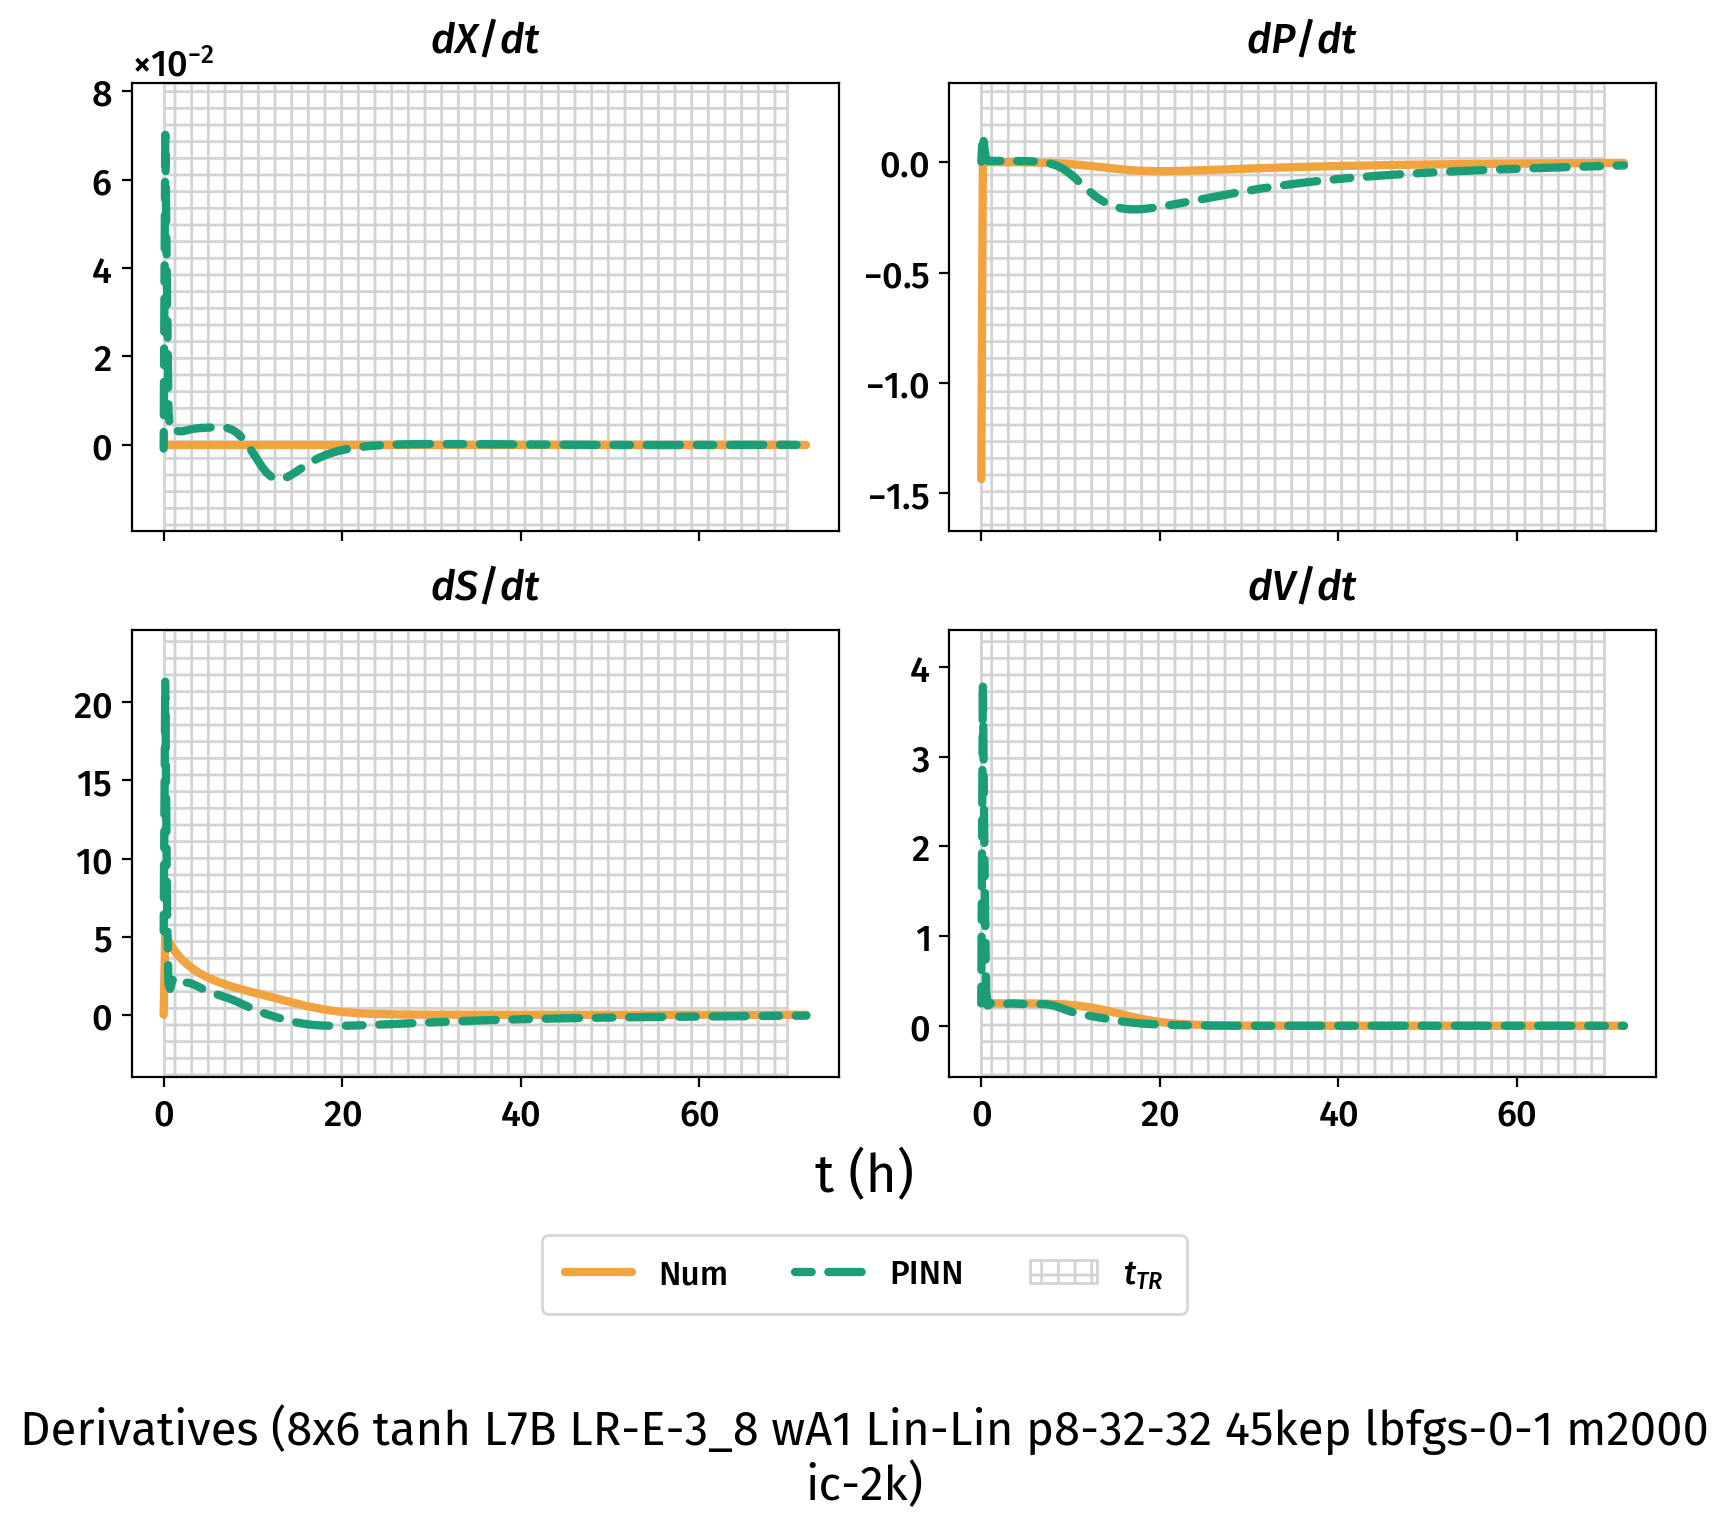 dX/dt
×10⁻²
8
6
4
2
0
dP/dt
0.0
−0.5
−1.0
−1.5
dS/dt
20
15
10
5
0
0 20 40 60
dV/dt
4
3
2
1
0
0 20 40 60
t (h)
Num PINN t_TR
Derivatives (8x6 tanh L7B LR-E-3_8 wA1 Lin-Lin p8-32-32 45kep lbfgs-0-1 m2000
ic-2k)